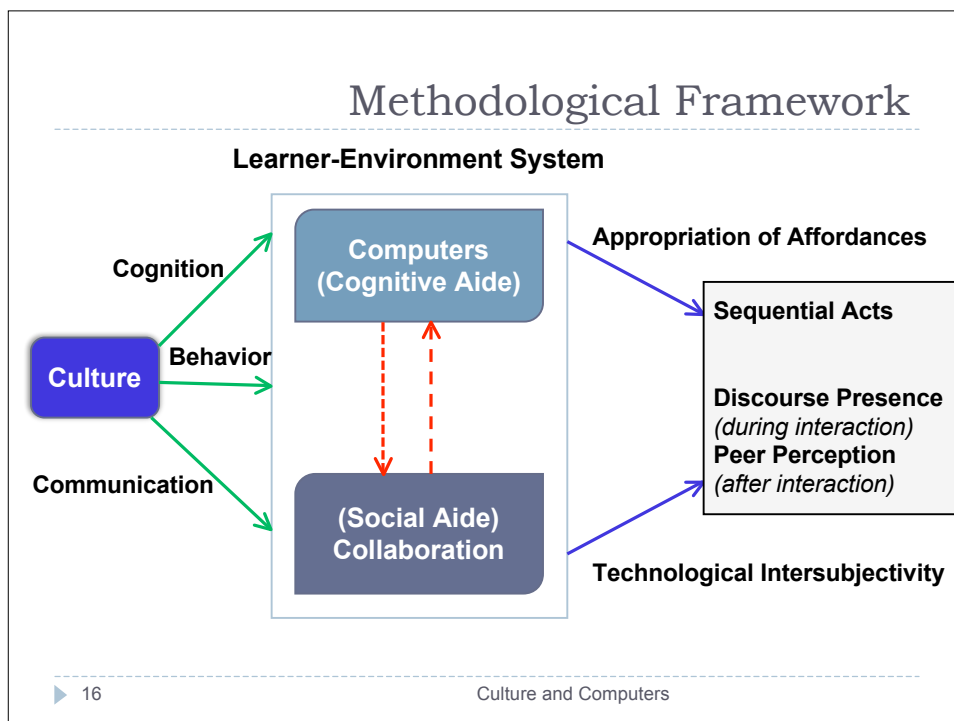 Methodological Framework
Learner-Environment System
Computers
(Cognitive Aide)
Appropriation of Affordances
Cognition
Sequential Acts
Behavior
Culture
Discourse Presence
(during interaction)
Peer Perception
(after interaction)
Communication
(Social Aide)
Collaboration
Technological Intersubjectivity
16
Culture and Computers